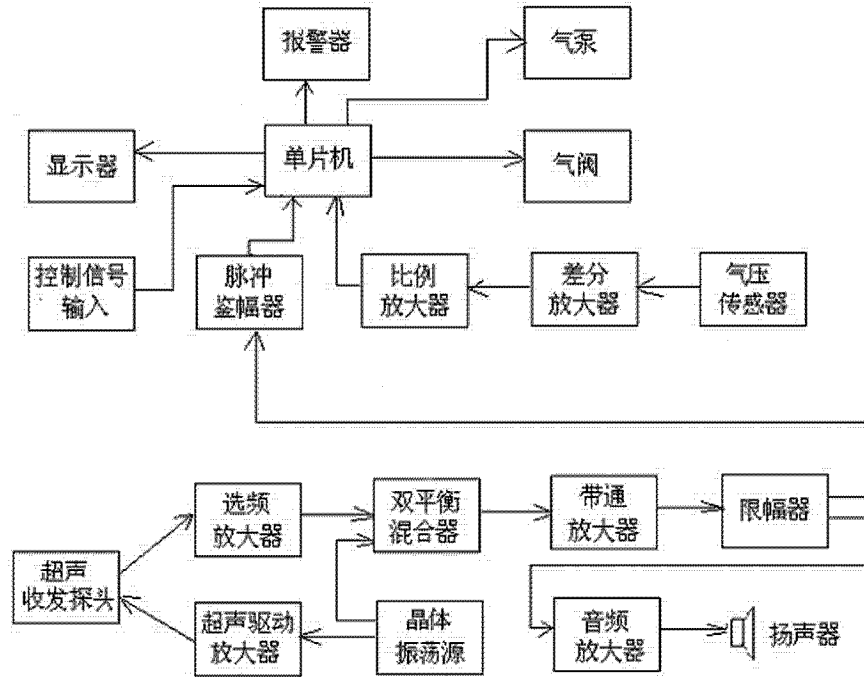 报警器
气泵
显示器
单片机
气阀
控制信号
输入
脉冲
鉴幅器
比例
放大器
差分
放大器
气压
传感器
选频
放大器
双平衡
混合器
带通
放大器
限幅器
超声
收发探头
超声驱动
放大器
晶体
振荡源
音频
放大器
扬声器